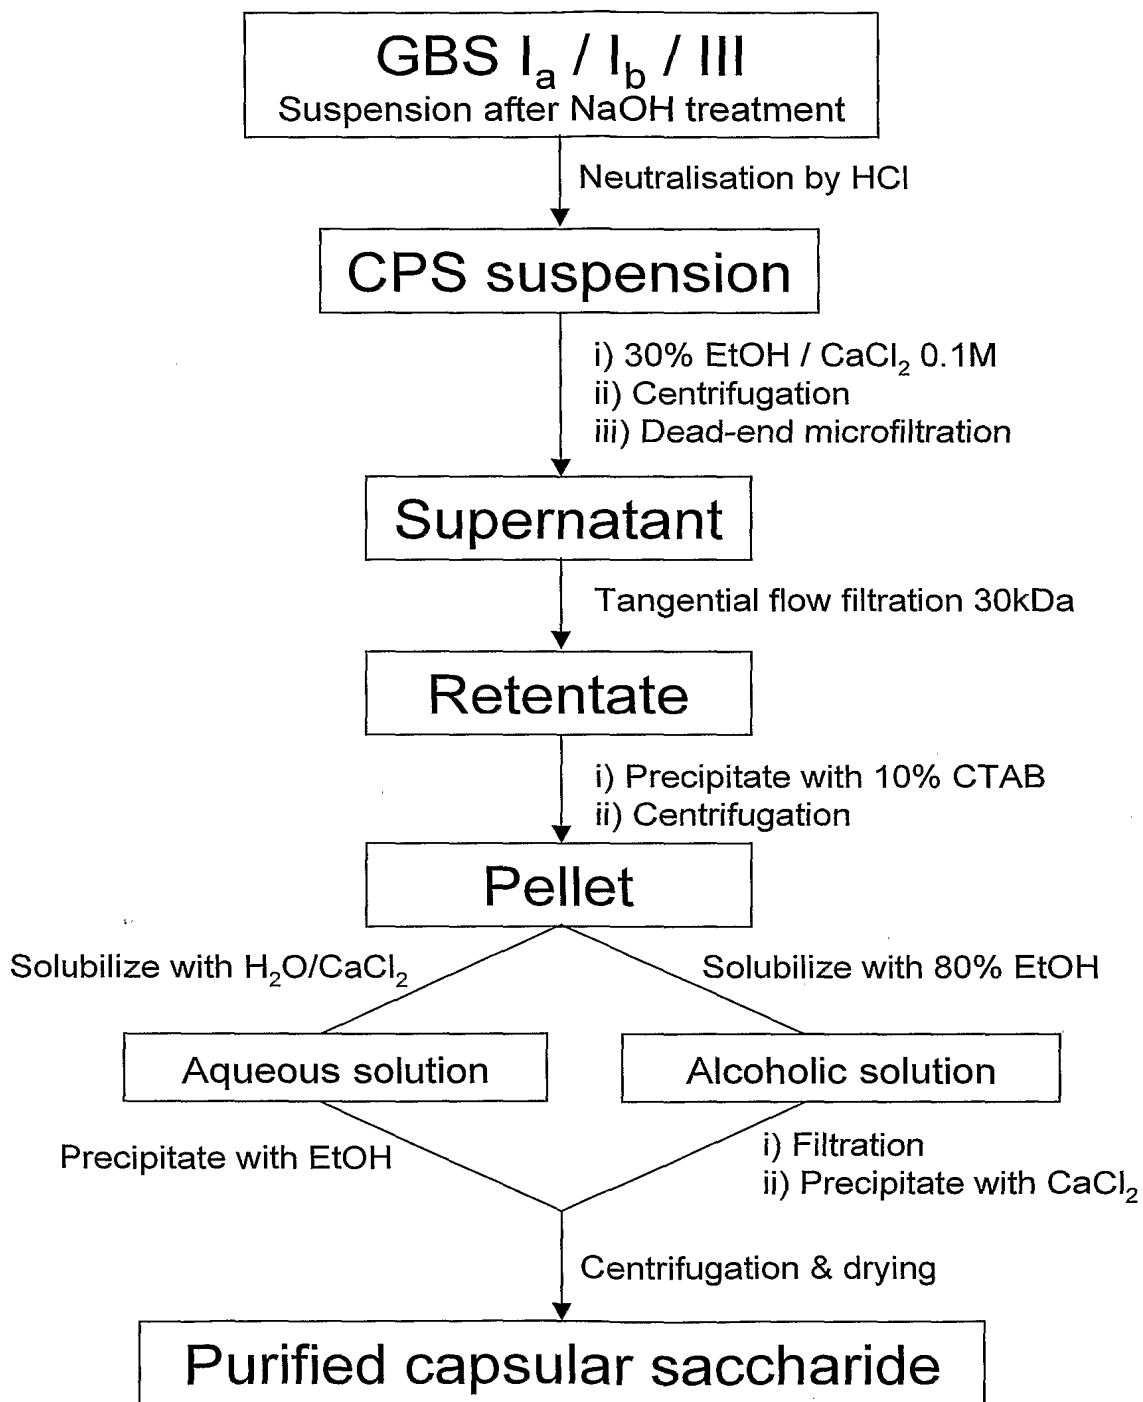 GBS Ia / Ib / III
Suspension after NaOH treatment
Neutralisation by HCl
CPS suspension
i) 30% EtOH / CaCl2 0.1M
ii) Centrifugation
iii) Dead-end microfiltration
Supernatant
Tangential flow filtration 30kDa
Retentate
i) Precipitate with 10% CTAB
ii) Centrifugation
Pellet
Solubilize with H2O/CaCl2
Solubilize with 80% EtOH
Aqueous solution
Alcoholic solution
Precipitate with EtOH
i) Filtration
ii) Precipitate with CaCl2
Centrifugation & drying
Purified capsular saccharide